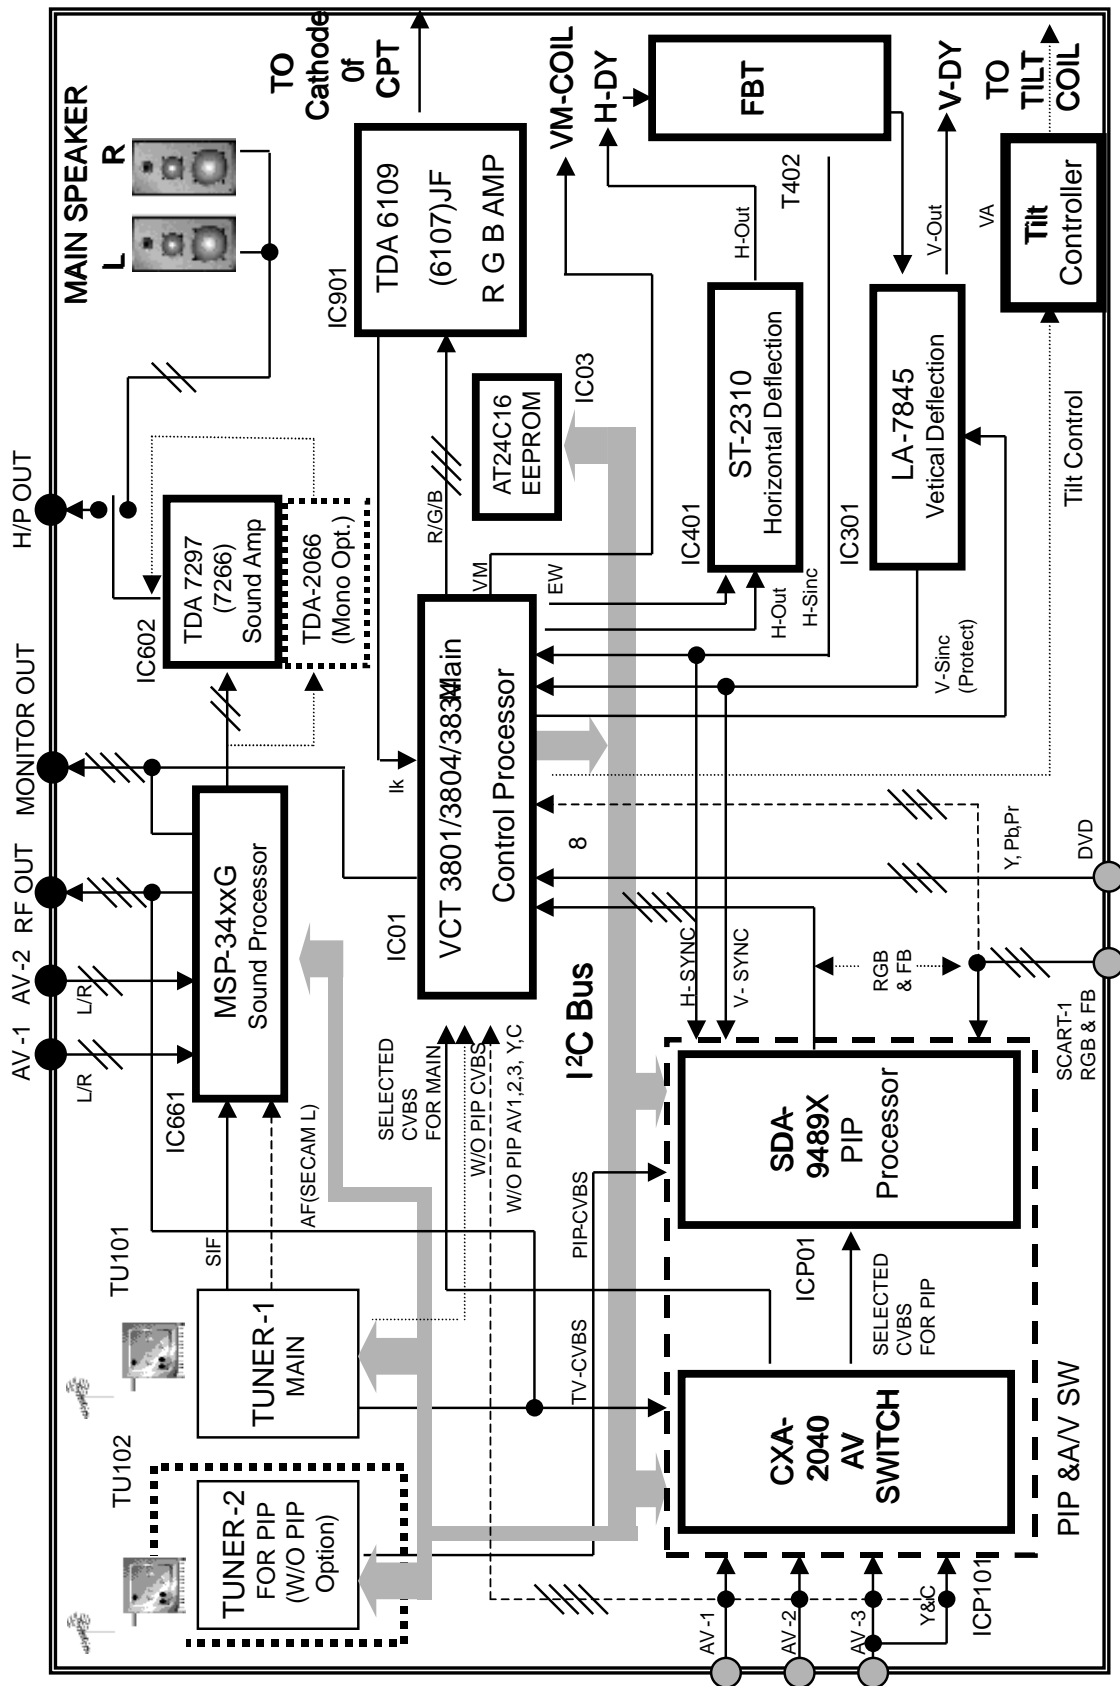 TU102
TUNER-2
FOR PIP
(W/O PIP
Option)
TU101
TUNER-1
MAIN
SIF
AF(SECAM L)
AV-1
AV-2
RF OUT
MONITOR OUT
H/P OUT
L/R
L/R
IC661
MSP-34xxG
Sound Processor
IC602
TDA 7297
(7266)
Sound Amp
TDA-2066
(Mono Opt.)
MAIN SPEAKER
L
R
TO
Cathode
0f
CPT
IC901
TDA 6109
(6107)JF
R G B AMP
R/G/B
Ik
IC01
VCT 3801/3804/3834
Main
Control Processor
VM
EW
AT24C16
EEPROM
IC03
VM-COIL
H-DY
FBT
T402
H-Out
IC401
ST-2310
Horizontal Deflection
H-Out
H-Sinc
IC301
LA-7845
Vetical Deflection
V-Out
V-DY
V-Sinc
(Protect)
TO
TILT
COIL
VA
Tilt
Controller
Tilt Control
SELECTED
CVBS
FOR MAIN
W/O PIP CVBS
W/O PIP AV1,2,3, Y,C
8
I²C Bus
H- SYNC
V- SYNC
RGB
& FB
Y, Pb,Pr
DVD
SCART-1
RGB & FB
TV-CVBS
PIP-CVBS
ICP01
SDA-
9489X
PIP
Processor
SELECTED
CVBS
FOR PIP
CXA-
2040
AV
SWITCH
PIP &A/V SW
ICP101
AV -1
AV -2
AV -3
Y&C